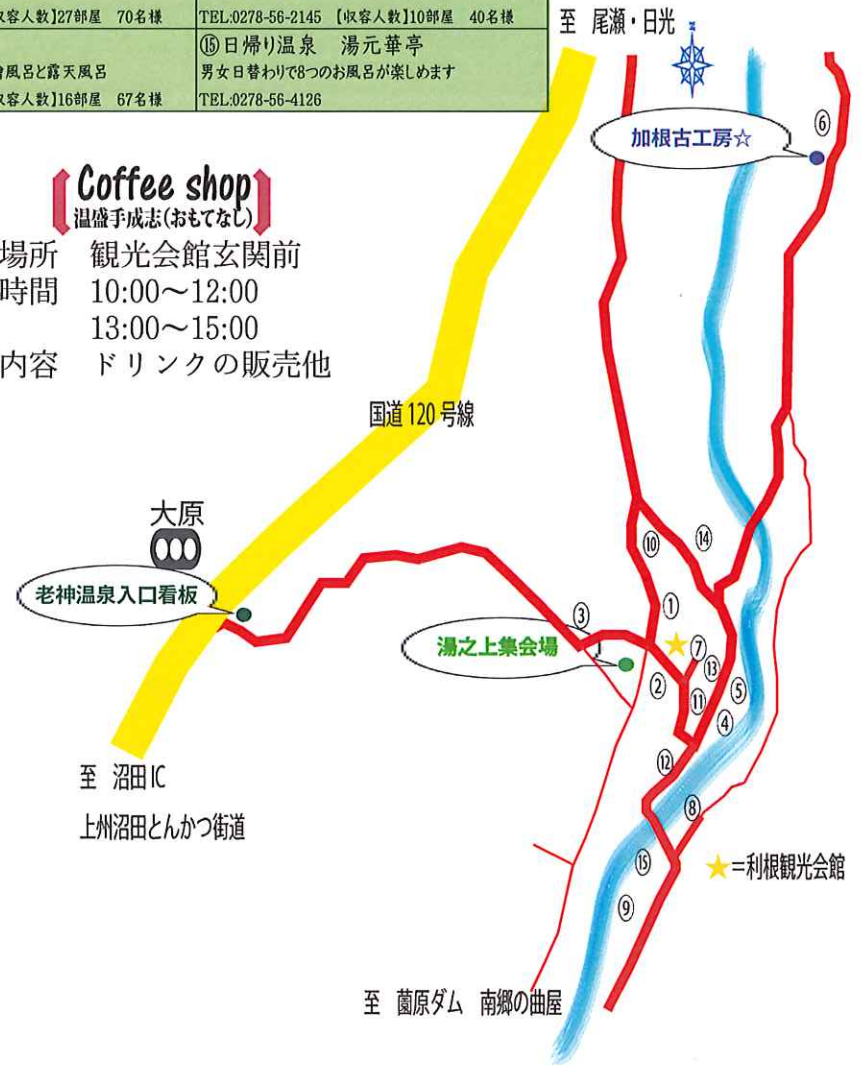 収容人数】27部屋 70名様
TEL:0278-56-2145 【収容人数】10部屋 40名様
風呂と露天風呂
収容人数】16部屋 67名様
⑮日帰り温泉 湯元華亭
男女日替わりで8つのお風呂が楽しめます
TEL:0278-56-4126
至 尾瀬・日光
N
加根古工房☆
⑥
Coffee shop
温盛手成志(おもてなし)
場所 観光会館玄関前
時間 10:00〜12:00
13:00〜15:00
内容 ドリンクの販売他
国道120号線
大原
老神温泉入口看板
湯之上集会場
⑩
⑭
①
③
⑦
⑬
②
⑪
⑤
④
⑫
⑧
⑮
⑨
至 沼田IC
上州沼田とんかつ街道
★=利根観光会館
至 薗原ダム 南郷の曲屋